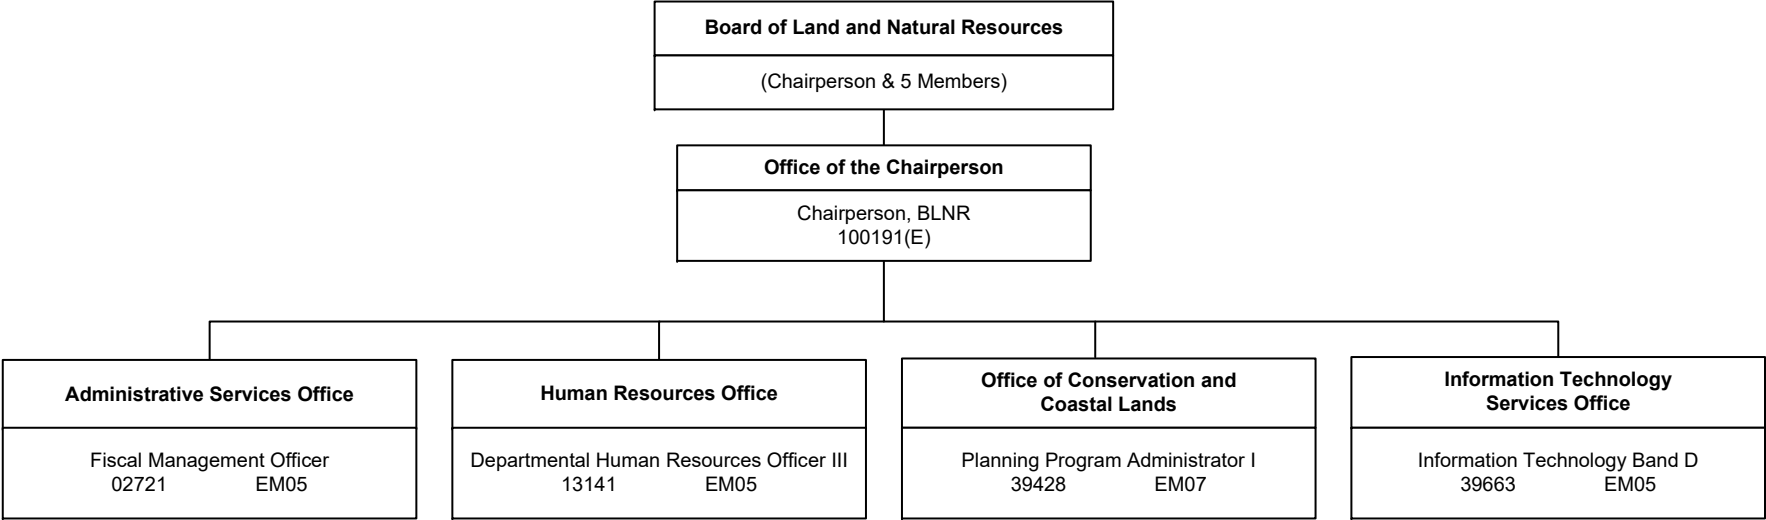 Board of Land and Natural Resources
(Chairperson & 5 Members)
Office of the Chairperson
Chairperson, BLNR
100191(E)
Administrative Services Office
Fiscal Management Officer
02721 EM05
Human Resources Office
Departmental Human Resources Officer III
13141 EM05
Office of Conservation and
Coastal Lands
Planning Program Administrator I
39428 EM07
Information Technology
Services Office
Information Technology Band D
39663 EM05